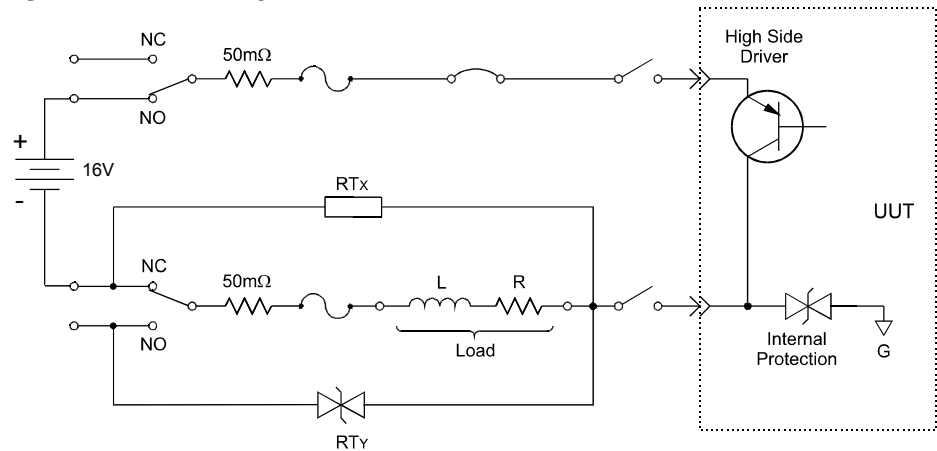 NC
50mΩ
High Side
Driver
NO
+
16V
-
RTX
UUT
NC
50mΩ
L
R
NO
Load
Internal
Protection
G
RTY